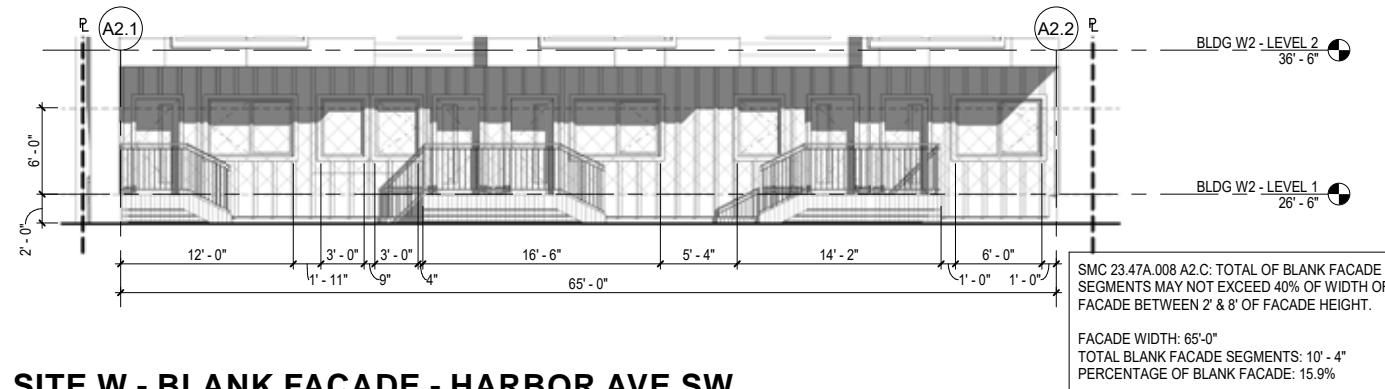 A2.1
A2.2
BLDG W2 - LEVEL 2
36' - 6"
6' - 0"
BLDG W2 - LEVEL 1
26' - 6"
2' - 0"
12' - 0"
3' - 0"
3' - 0"
16' - 6"
5' - 4"
14' - 2"
6' - 0"
1' - 11"
9"
4"
65' - 0"
1' - 0"
1' - 0"
SMC 23.47A.008 A2.C: TOTAL OF BLANK FACADE
SEGMENTS MAY NOT EXCEED 40% OF WIDTH OF
FACADE BETWEEN 2' & 8' OF FACADE HEIGHT.
FACADE WIDTH: 65'-0"
TOTAL BLANK FACADE SEGMENTS: 10' - 4"
PERCENTAGE OF BLANK FACADE: 15.9%
SITE W - BLANK FACADE - HARBOR AVE SW